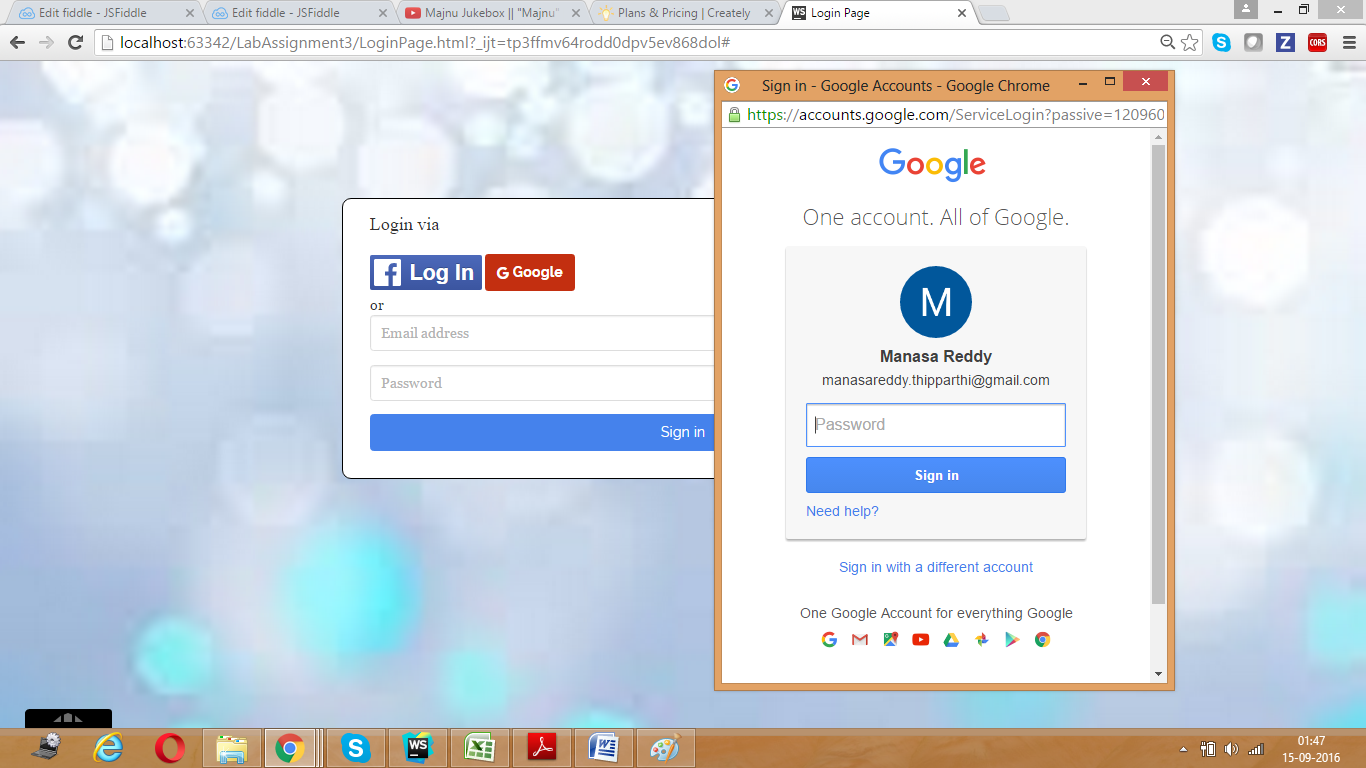 Edit fiddle - JSFiddle
Edit fiddle - JSFiddle
Majnu Jukebox || "Majnu"
Plans & Pricing | Creately
WS Login Page
localhost:63342/LabAssignment3/LoginPage.html?_ijt=tp3ffmv64rodd0dpv5ev868dol#
S
Z
CORS
Login via
f Log In
G Google
or
Email address
Password
Sign in
G Sign in - Google Accounts - Google Chrome
https://accounts.google.com/ServiceLogin?passive=120960
Google
One account. All of Google.
M
Manasa Reddy
manasareddy.thipparthi@gmail.com
Password
Sign in
Need help?
Sign in with a different account
One Google Account for everything Google
WS
01:47
15-09-2016